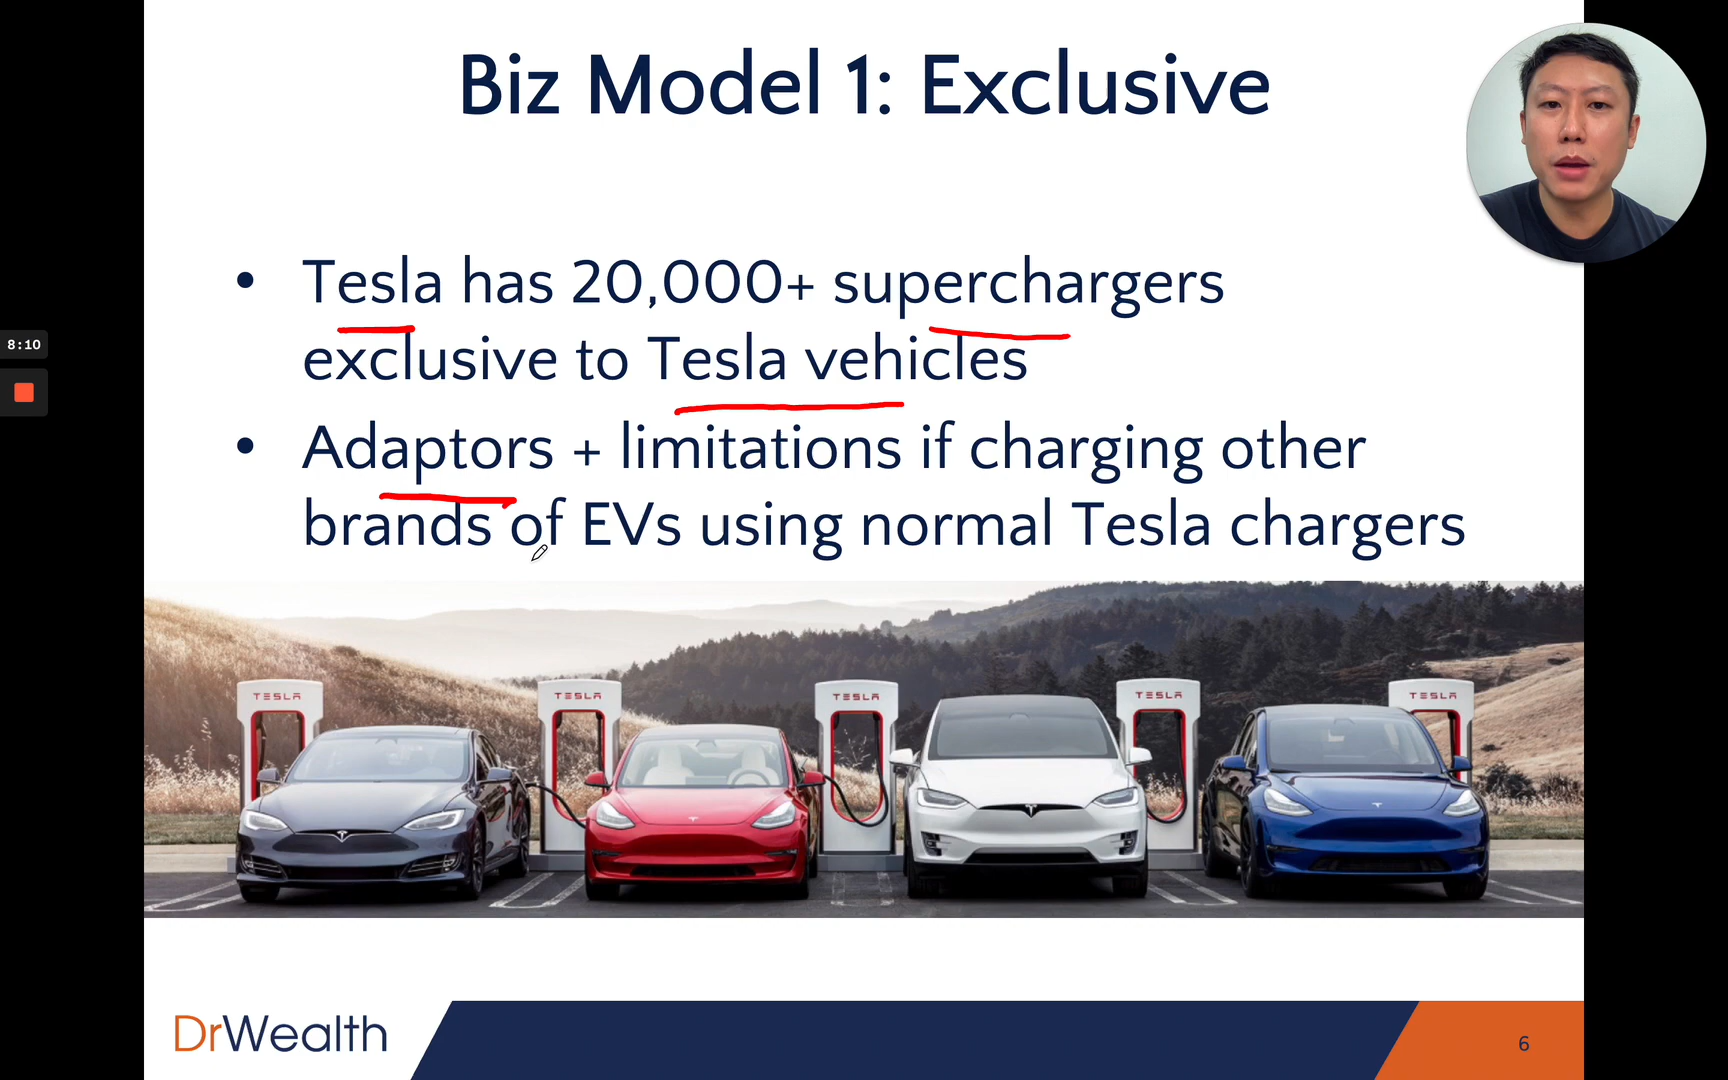 Biz Model 1: Exclusive
• Tesla has 20,000+ superchargers
exclusive to Tesla vehicles
• Adaptors + limitations if charging other
brands of EVs using normal Tesla chargers
8:10
TESLA
TESLA
TESLA
TESLA
TESLA
DrWealth
6